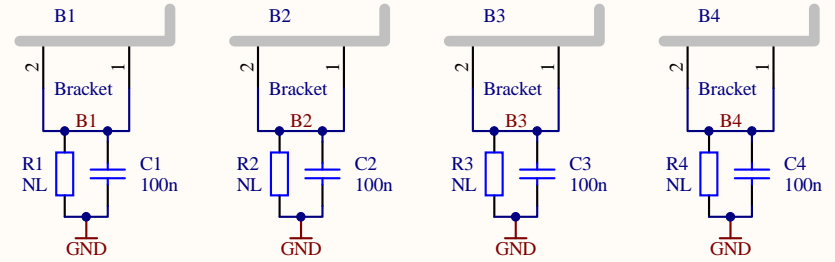 B1 B2 B3 B4
2 1 2 1 2 1 2 1
Bracket Bracket Bracket Bracket
B1 B2 B3 B4
R1 C1 R2 C2 R3 C3 R4 C4
NL 100n NL 100n NL 100n NL 100n
GND GND GND GND